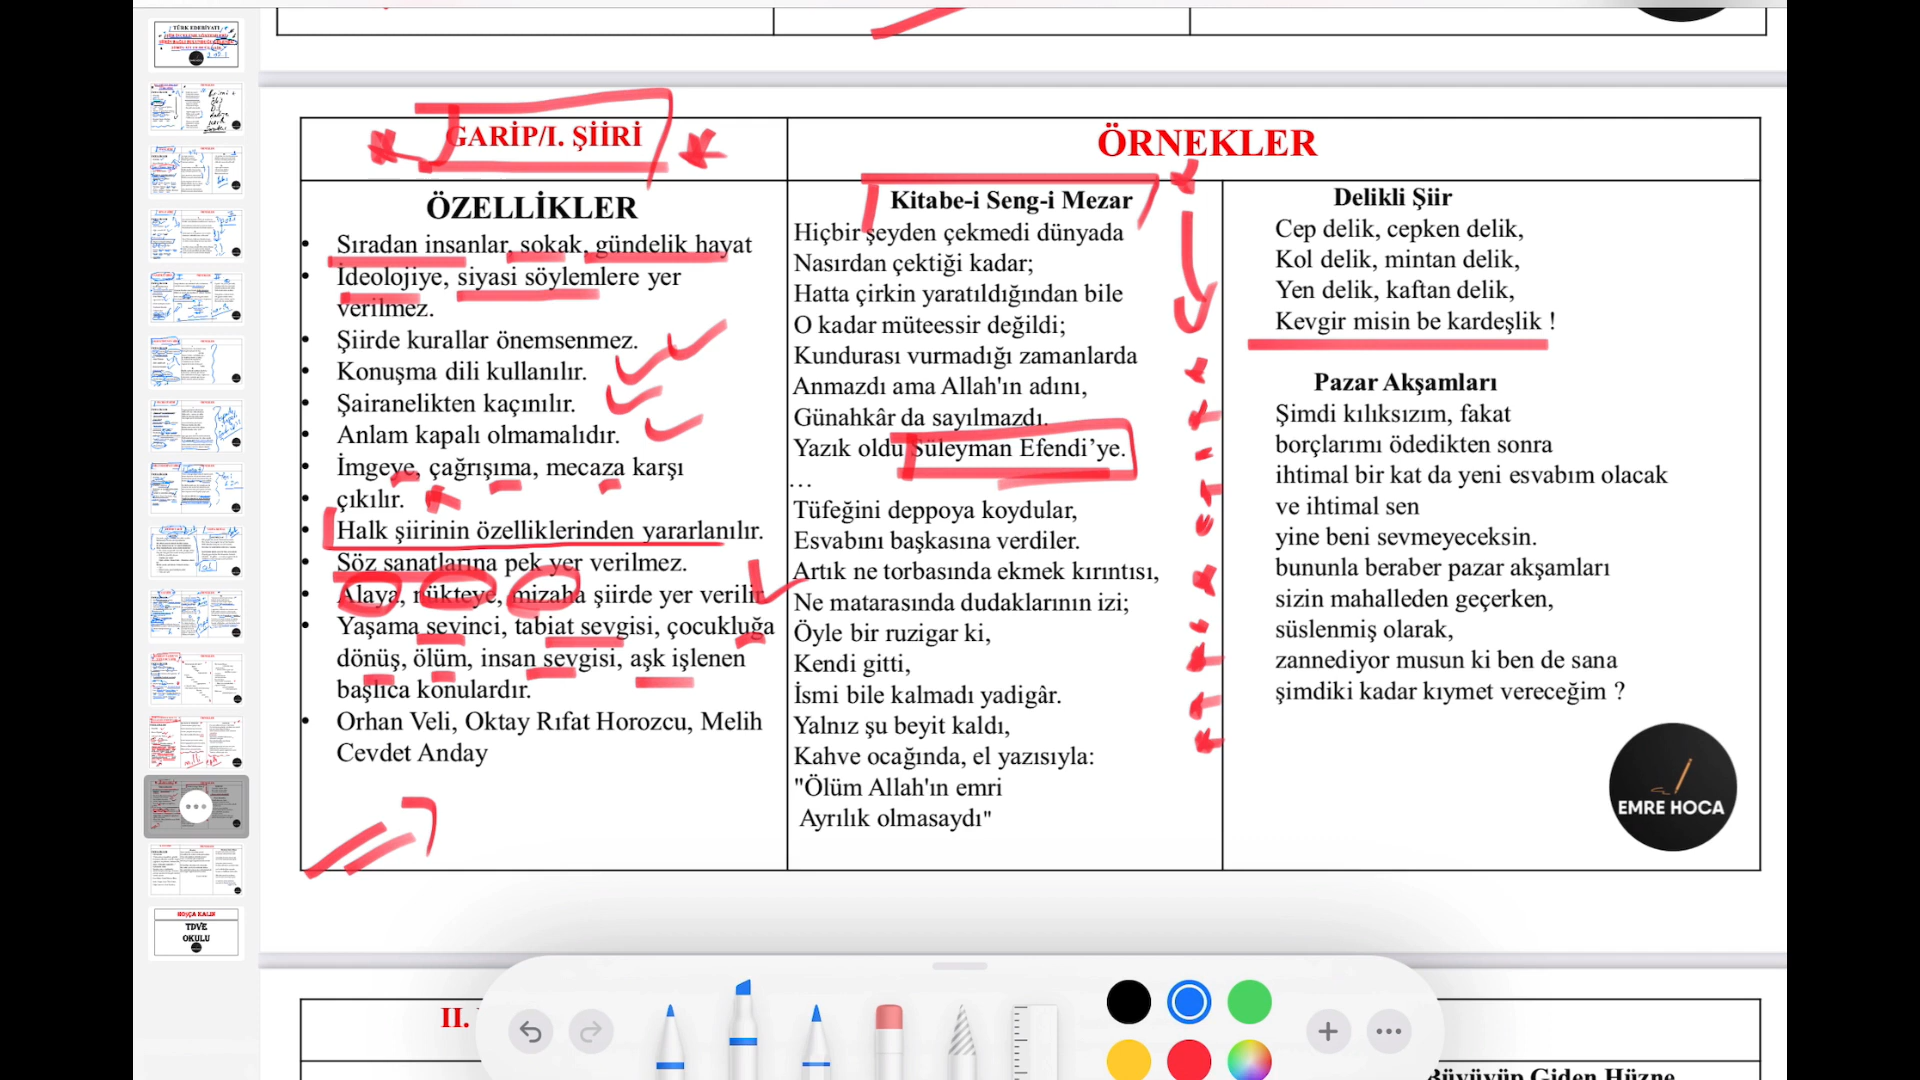 TÜRK EDEBİYATI
GARİP/I. ŞİİRİ
ÖRNEKLER
ÖZELLİKLER
Sıradan insanlar, sokak, gündelik hayat
İdeolojiye, siyasi söylemlere yer
verilmez.
Şiirde kurallar önemsenmez.
Konuşma dili kullanılır.
Şairanelikten kaçınılır.
Anlam kapalı olmamalıdır.
İmgeye, çağrışıma, mecaza karşı
çıkılır.
Halk şiirinin özelliklerinden yararlanılır.
Söz sanatlarına pek yer verilmez.
Alaya, nükteye, mizaha şiirde yer verilir
Yaşama sevinci, tabiat sevgisi, çocukluğa
dönüş, ölüm, insan sevgisi, aşk işlenen
başlıca konulardır.
Orhan Veli, Oktay Rıfat Horozcu, Melih
Cevdet Anday
Kitabe-i Seng-i Mezar
Hiçbir şeyden çekmedi dünyada
Nasırdan çektiği kadar;
Hatta çirkin yaratıldığından bile
O kadar müteessir değildi;
Kundurası vurmadığı zamanlarda
Anmazdı ama Allah'ın adını,
Günahkâr da sayılmazdı.
Yazık oldu Süleyman Efendi’ye.
…
Tüfeğini deppoya koydular,
Esvabını başkasına verdiler.
Artık ne torbasında ekmek kırıntısı,
Ne matarasında dudaklarının izi;
Öyle bir ruzigar ki,
Kendi gitti,
İsmi bile kalmadı yadigâr.
Yalnız şu beyit kaldı,
Kahve ocağında, el yazısıyla:
"Ölüm Allah'ın emri
Ayrılık olmasaydı"
Delikli Şiir
Cep delik, cepken delik,
Kol delik, mintan delik,
Yen delik, kaftan delik,
Kevgir misin be kardeşlik !
Pazar Akşamları
Şimdi kılıksızım, fakat
borçlarımı ödedikten sonra
ihtimal bir kat da yeni esvabım olacak
ve ihtimal sen
yine beni sevmeyeceksin.
bununla beraber pazar akşamları
sizin mahalleden geçerken,
süslenmiş olarak,
zannediyor musun ki ben de sana
şimdiki kadar kıymet vereceğim ?
EMRE HOCA
HOŞÇA KALIN
TDVE
OKULU
II.
Büyüyüp Giden Hüzne